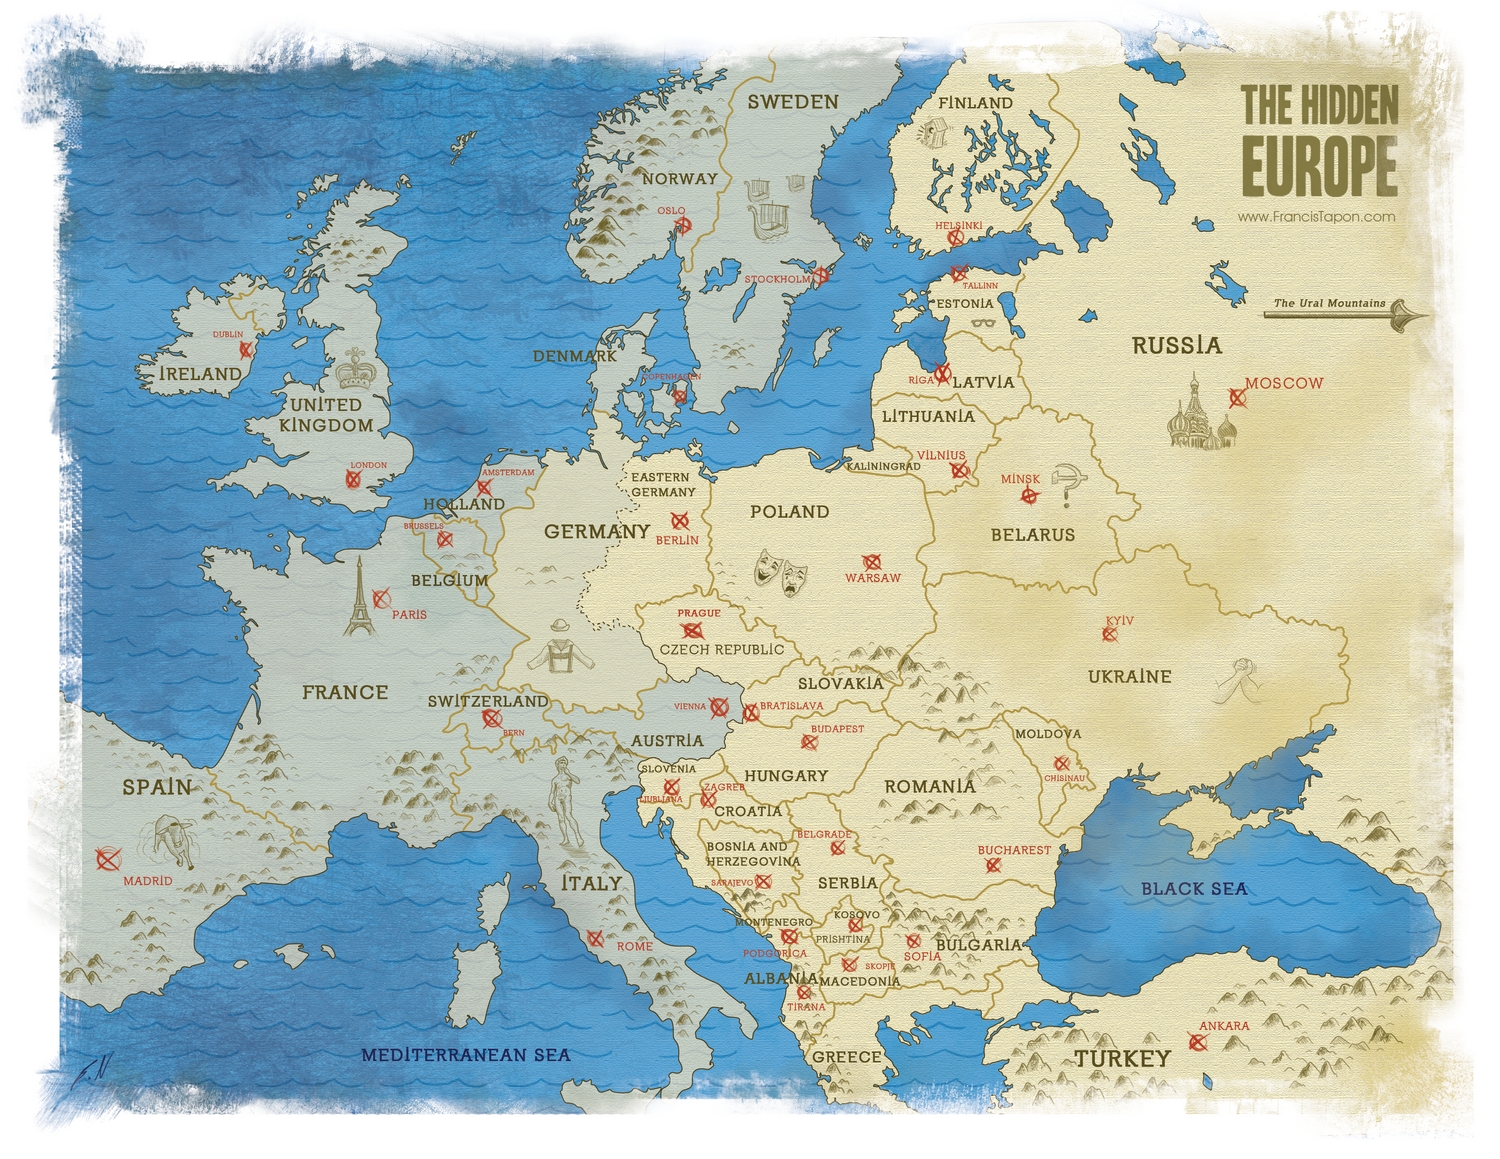 THE HIDDEN
EUROPE
www.FrancisTapon.com
SWEDEN
FINLAND
NORWAY
OSLO
HELSINKI
STOCKHOLM
TALLINN
ESTONIA
The Ural Mountains
RUSSIA
DUBLIN
IRELAND
DENMARK
COPENHAGEN
RIGA
LATVIA
MOSCOW
UNITED
KINGDOM
LITHUANIA
LONDON
AMSTERDAM
HOLLAND
EASTERN
GERMANY
KALININGRAD
VILNIUS
MINSK
BRUSSELS
GERMANY
BERLIN
POLAND
BELARUS
BELGIUM
WARSAW
PARIS
PRAGUE
CZECH REPUBLIC
KYIV
UKRAINE
FRANCE
SWITZERLAND
BERN
VIENNA
SLOVAKIA
BRATISLAVA
AUSTRIA
BUDAPEST
MOLDOVA
CHISINAU
SPAIN
SLOVENIA
LJUBLJANA
ZAGREB
CROATIA
HUNGARY
ROMANIA
BELGRADE
BOSNIA AND
HERZEGOVINA
BUCHAREST
MADRID
ITALY
SARAJEVO
SERBIA
BLACK SEA
ROME
MONTENEGRO
KOSOVO
PRISHTINA
PODGORICA
SOFIA
BULGARIA
SKOPJE
ALBANIA
MACEDONIA
TIRANA
ANKARA
MEDITERRANEAN SEA
GREECE
TURKEY
F.N